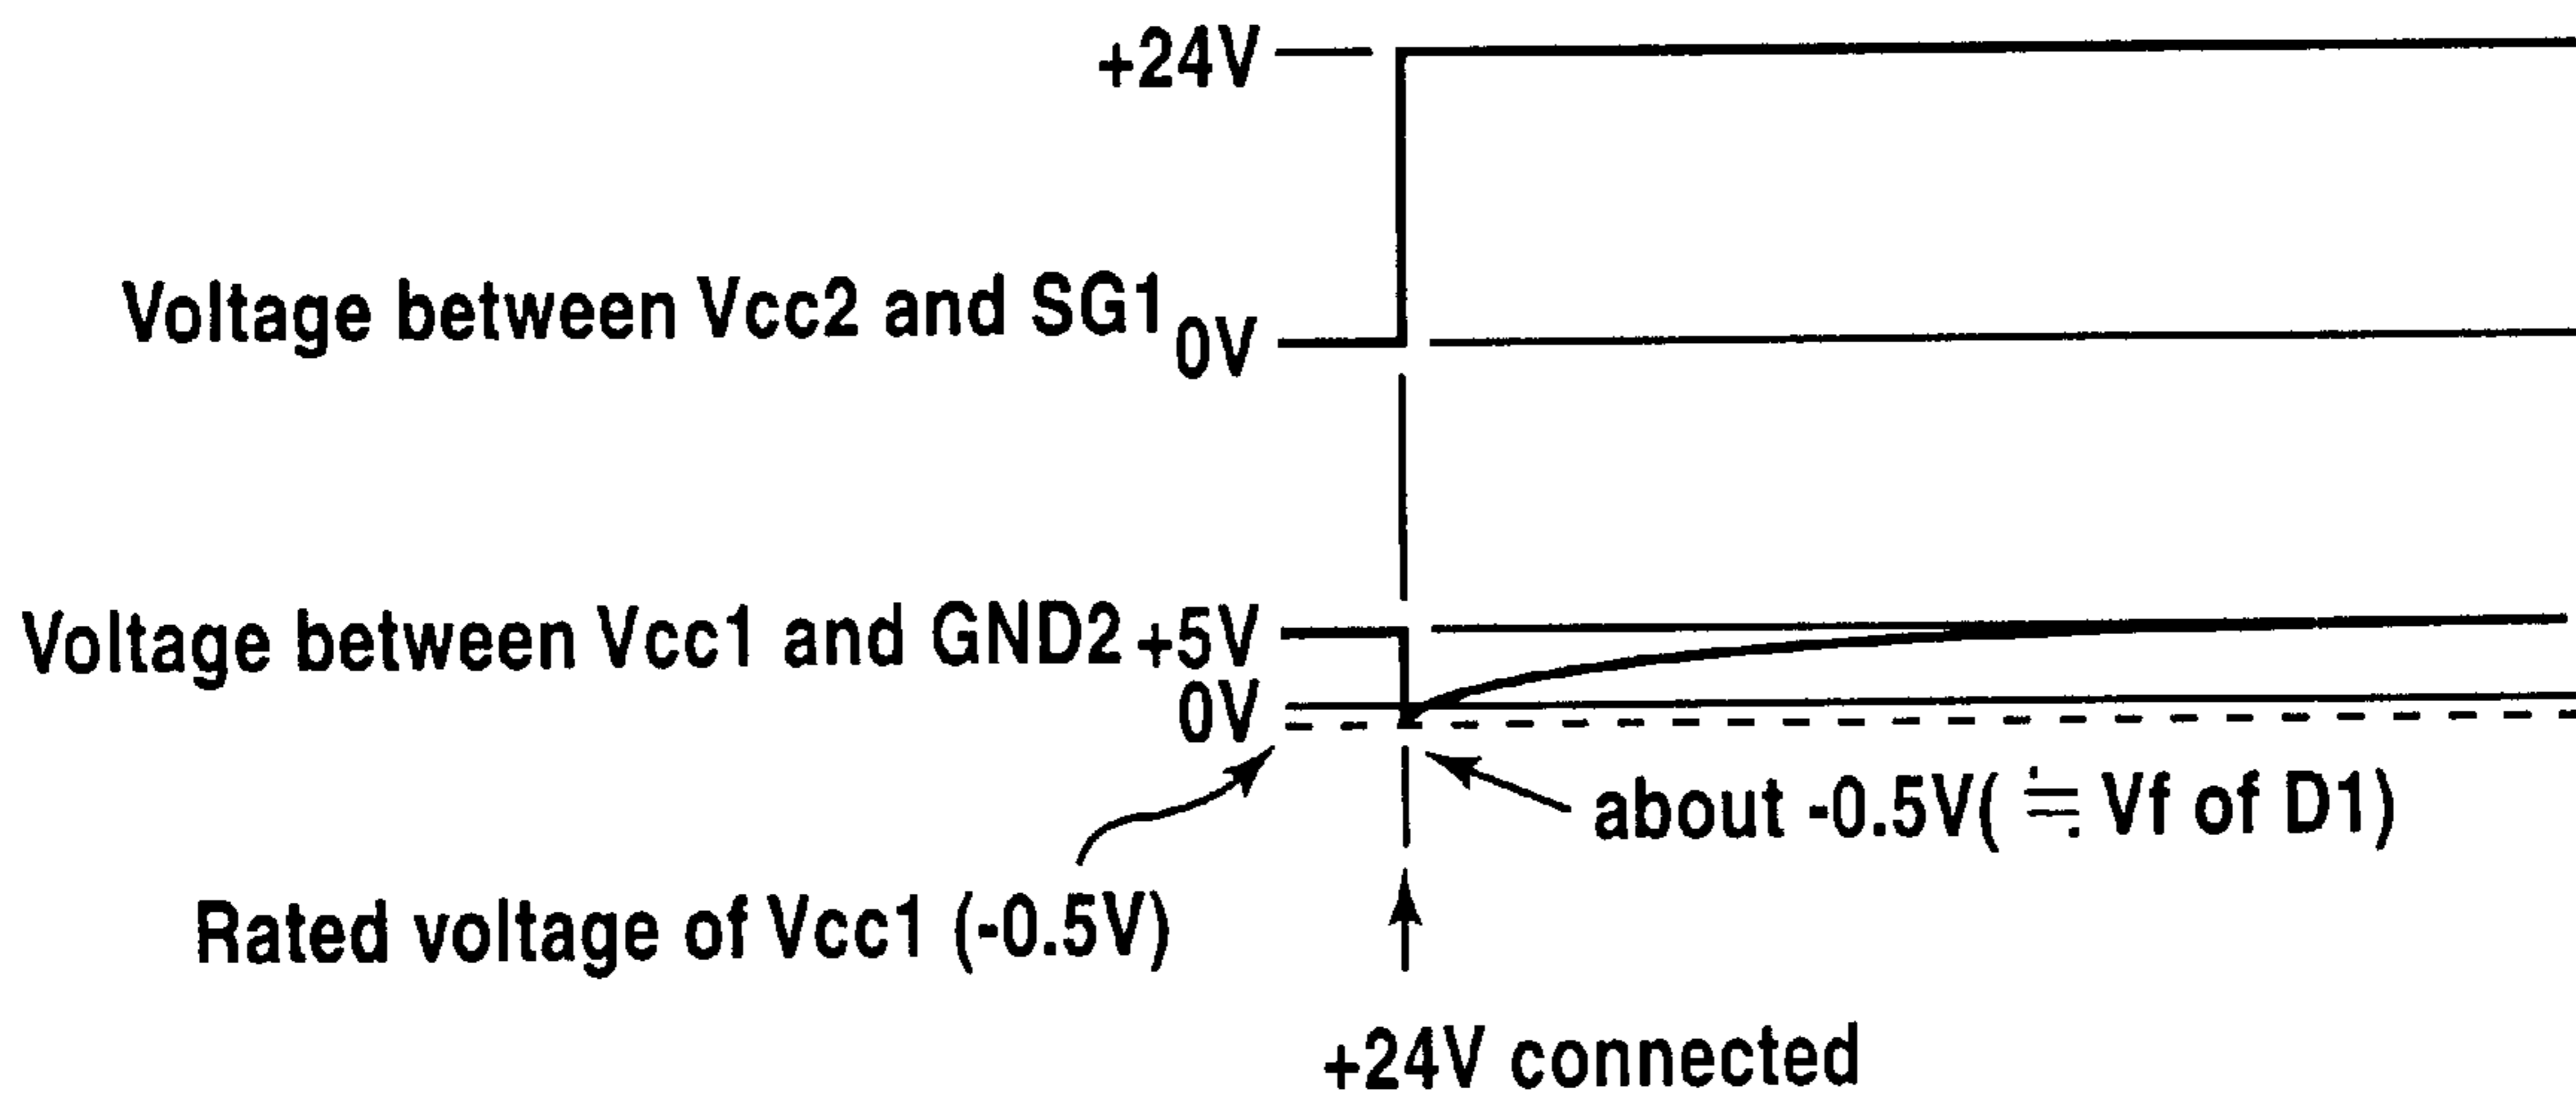 +24V
Voltage between Vcc2 and SG1
0V
Voltage between Vcc1 and GND2 +5V
0V
about -0.5V( ≒ Vf of D1)
Rated voltage of Vcc1 (-0.5V)
+24V connected